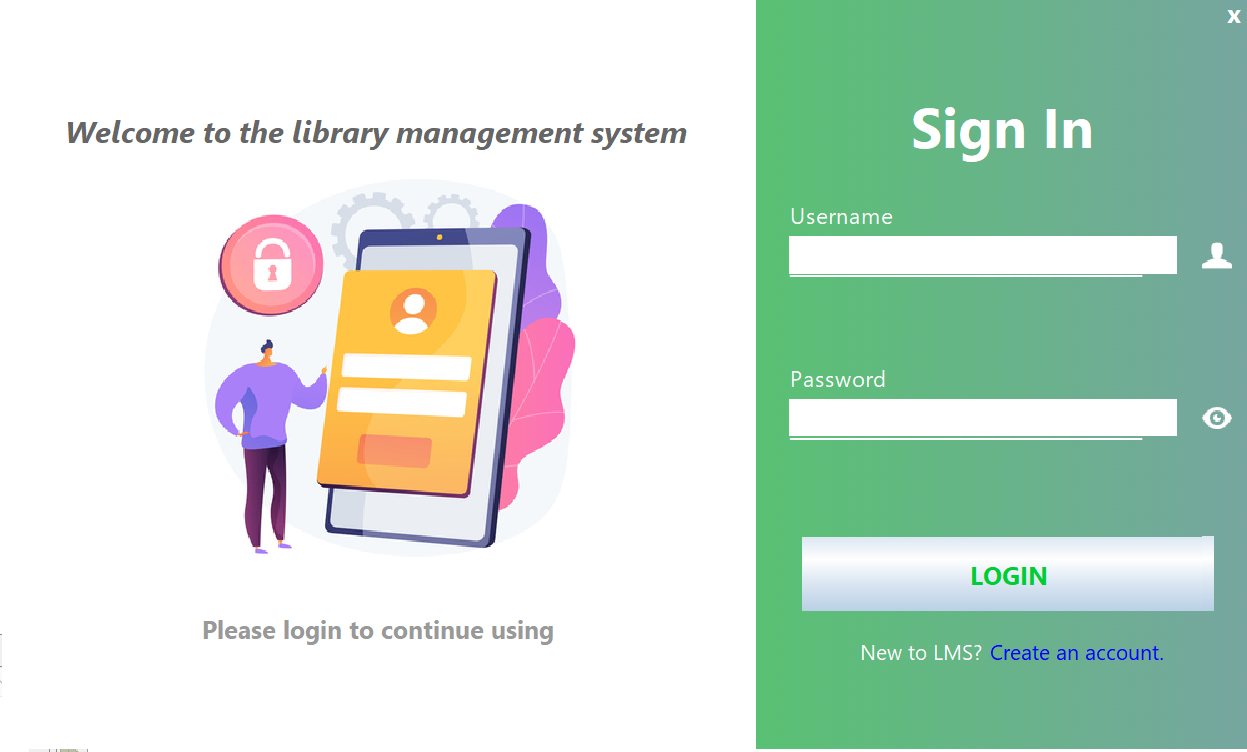 x
Welcome to the library management system
Sign In
Username
Password
LOGIN
Please login to continue using
New to LMS? Create an account.